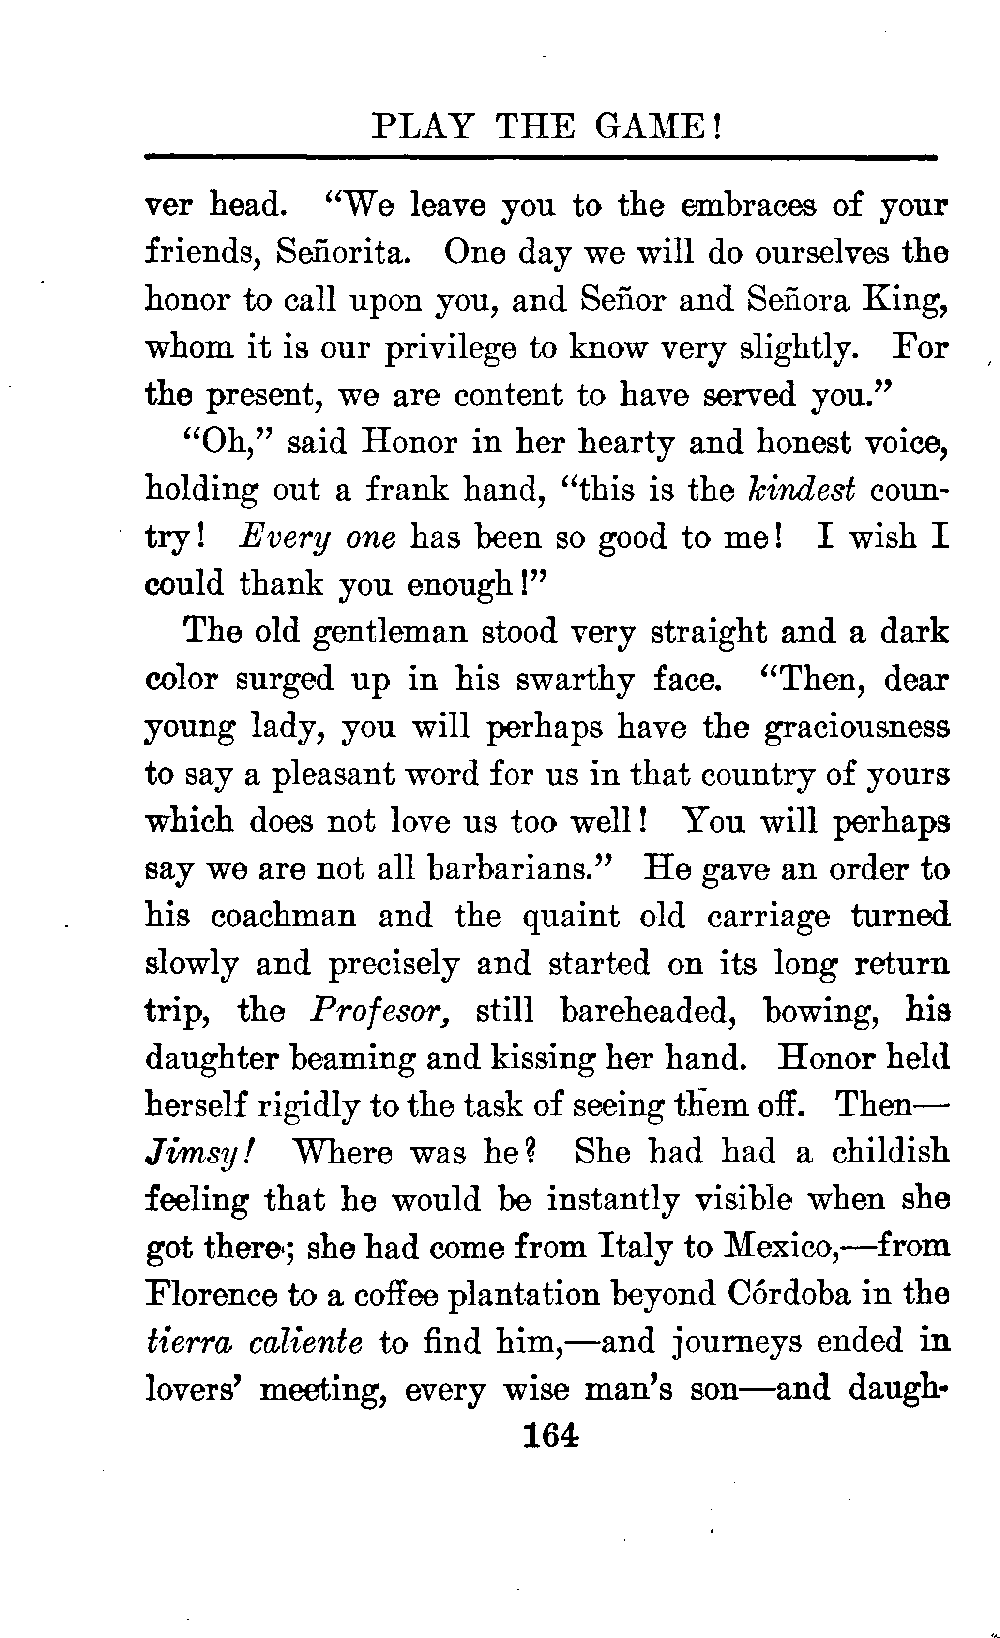 PLAY THE GAME!
ver head. “We leave you to the embraces of your
friends, Señorita. One day we will do ourselves the
honor to call upon you, and Señor and Señora King,
whom it is our privilege to know very slightly. For
the present, we are content to have served you.”
“Oh,” said Honor in her hearty and honest voice,
holding out a frank hand, “this is the kindest coun-
try! Every one has been so good to me! I wish I
could thank you enough!”
The old gentleman stood very straight and a dark
color surged up in his swarthy face. “Then, dear
young lady, you will perhaps have the graciousness
to say a pleasant word for us in that country of yours
which does not love us too well! You will perhaps
say we are not all barbarians.” He gave an order to
his coachman and the quaint old carriage turned
slowly and precisely and started on its long return
trip, the Profesor, still bareheaded, bowing, his
daughter beaming and kissing her hand. Honor held
herself rigidly to the task of seeing them off. Then—
Jimsy! Where was he? She had had a childish
feeling that he would be instantly visible when she
got there; she had come from Italy to Mexico,—from
Florence to a coffee plantation beyond Córdoba in the
tierra caliente to find him,—and journeys ended in
lovers’ meeting, every wise man’s son—and daugh-
164